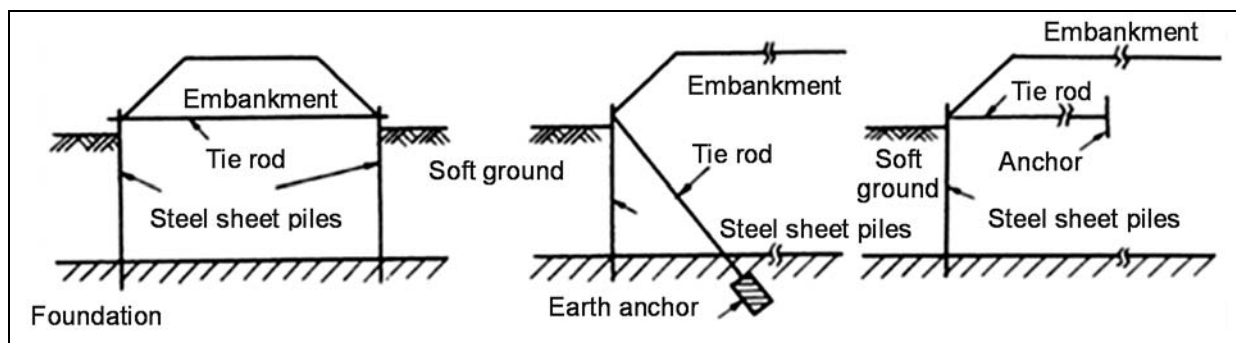 Embankment
Tie rod
Steel sheet piles
Foundation
Soft ground
Embankment
Tie rod
Steel sheet piles
Earth anchor
Embankment
Tie rod
Anchor
Soft
ground
Steel sheet piles